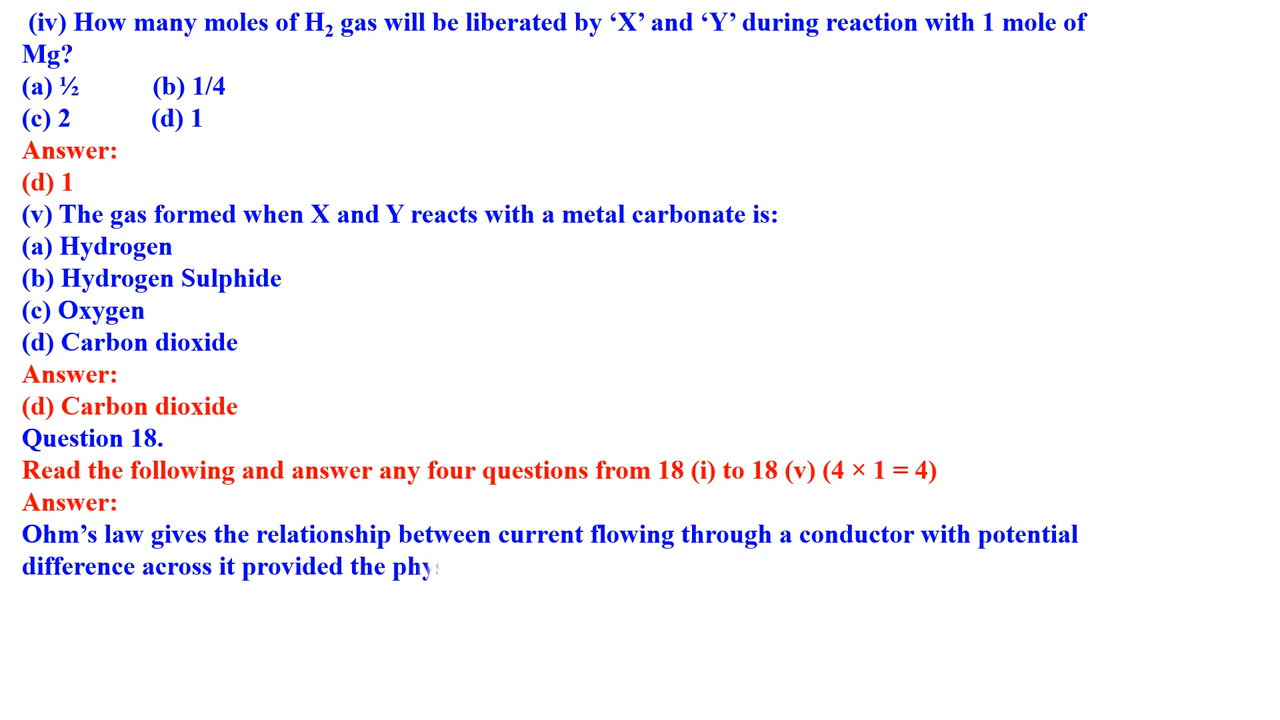 (iv) How many moles of H₂ gas will be liberated by ‘X’ and ‘Y’ during reaction with 1 mole of
Mg?
(a) ½ (b) 1/4
(c) 2 (d) 1
Answer:
(d) 1
(v) The gas formed when X and Y reacts with a metal carbonate is:
(a) Hydrogen
(b) Hydrogen Sulphide
(c) Oxygen
(d) Carbon dioxide
Answer:
(d) Carbon dioxide
Question 18.
Read the following and answer any four questions from 18 (i) to 18 (v) (4 × 1 = 4)
Answer:
Ohm’s law gives the relationship between current flowing through a conductor with potential
difference across it provided the